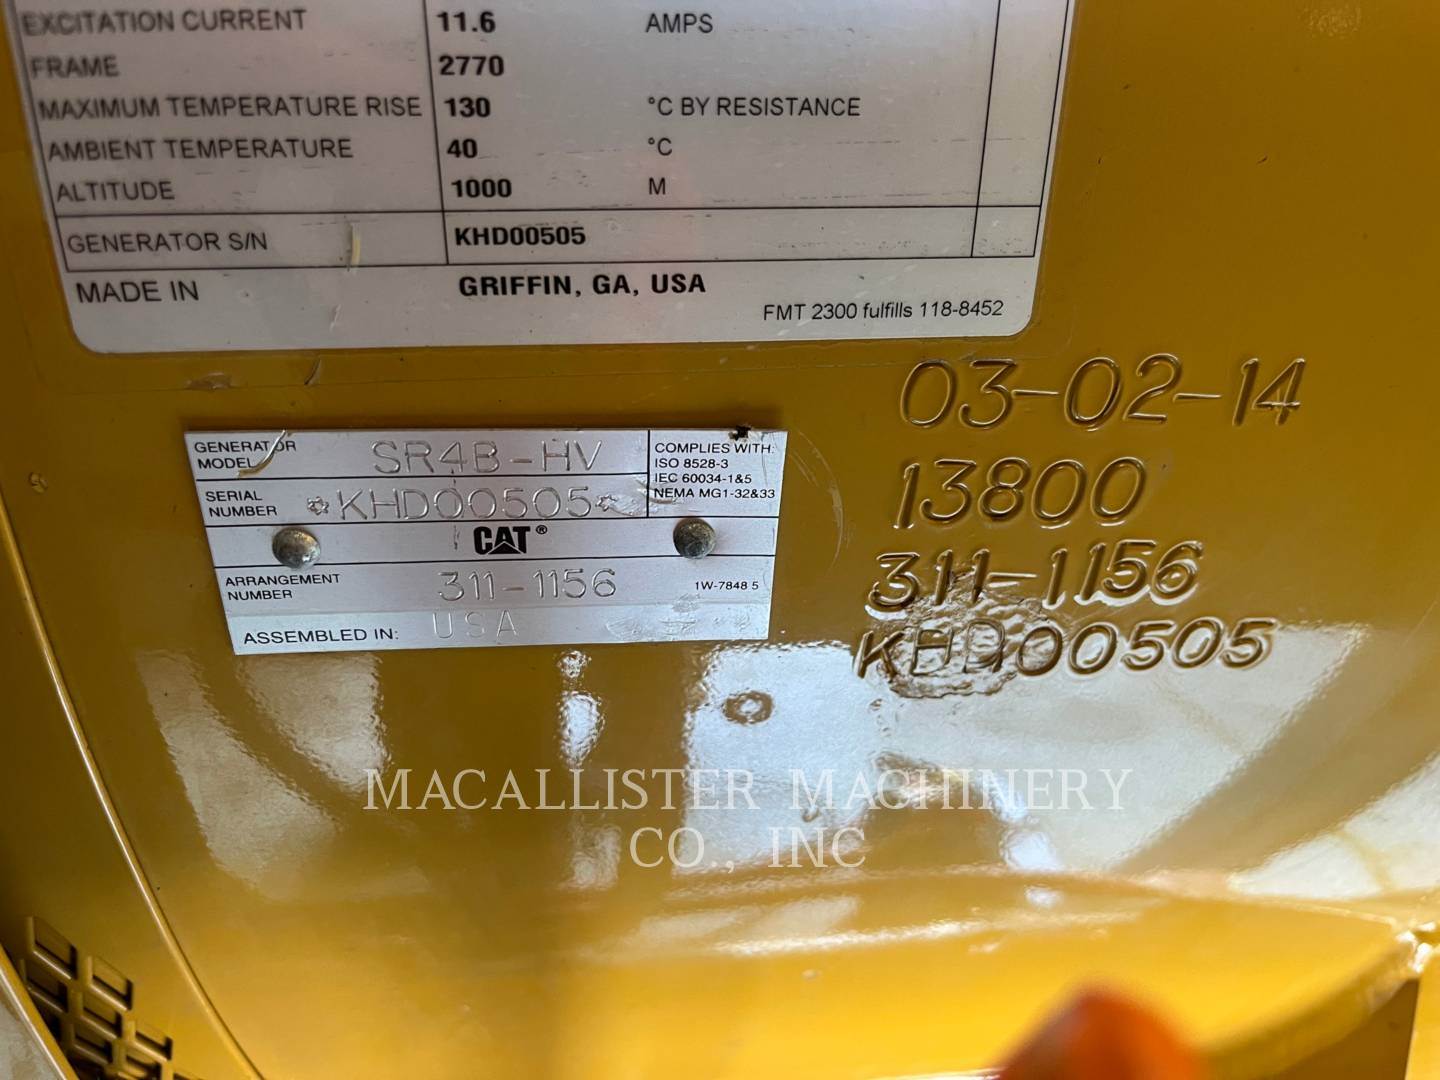 EXCITATION CURRENT 11.6 AMPS
FRAME 2770
MAXIMUM TEMPERATURE RISE 130 °C BY RESISTANCE
AMBIENT TEMPERATURE 40 °C
ALTITUDE 1000 M
GENERATOR S/N KHD00505
MADE IN GRIFFIN, GA, USA
FMT 2300 fulfills 118-8452
03-02-14
13800
311-1156
KHD00505
GENERATOR
MODEL SR4B-HV
SERIAL
NUMBER *KHD00505*
COMPLIES WITH:
ISO 8528-3
IEC 60034-1&5
NEMA MG1-32&33
CAT®
ARRANGEMENT
NUMBER 311-1156
1W-7848 5
ASSEMBLED IN: USA
MACALLISTER MACHINERY
CO., INC